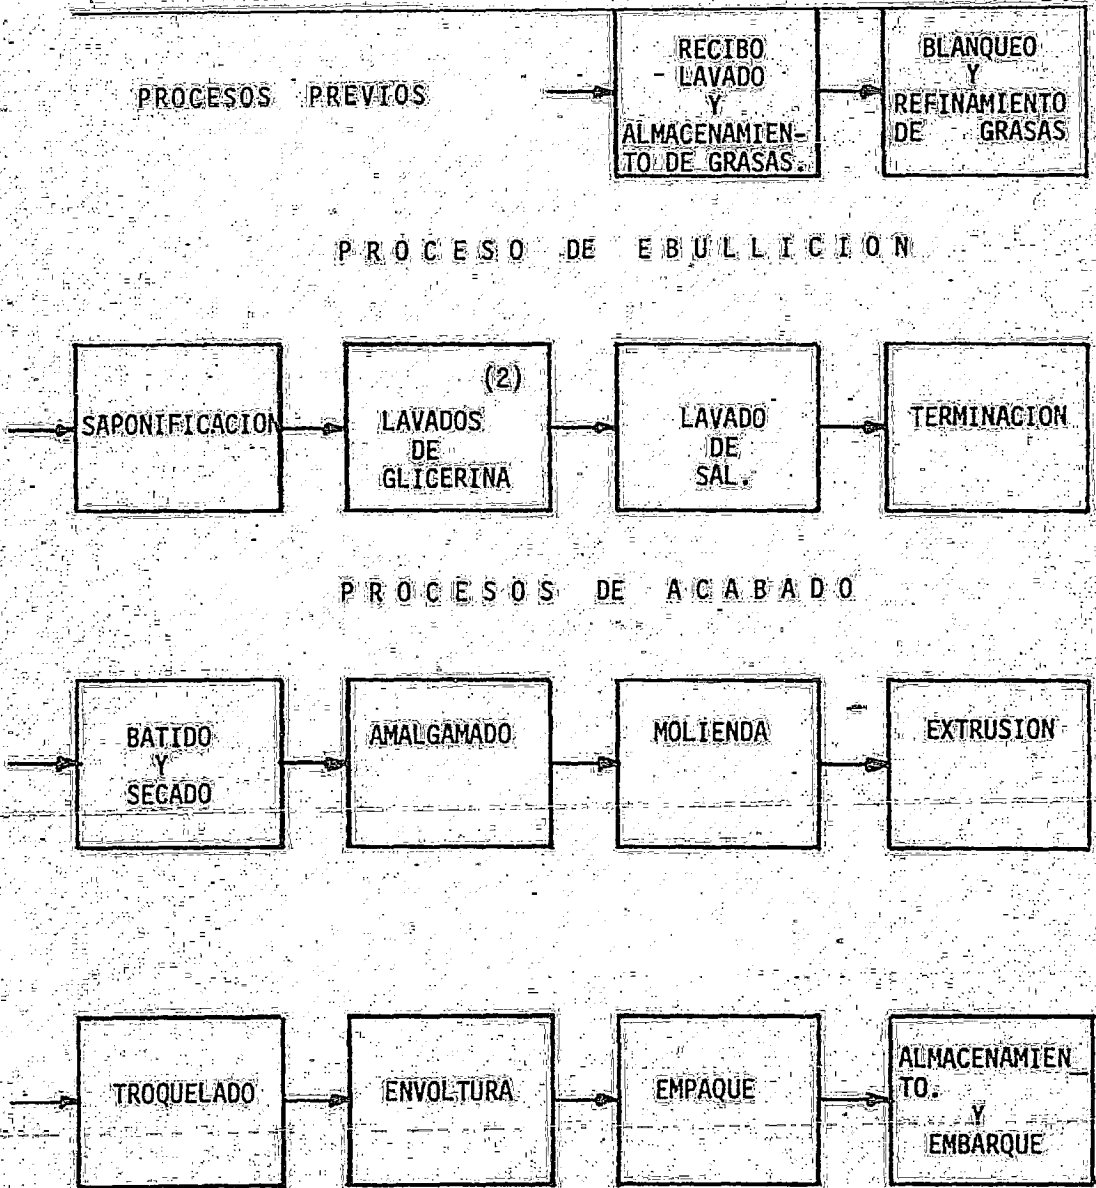 PROCESOS PREVIOS
RECIBO
LAVADO
Y
ALMACENAMIEN-
TO DE GRASAS.
BLANQUEO
Y
REFINAMIENTO
DE GRASAS
PROCESO DE EBULLICION
SAPONIFICACION
(2)
LAVADOS
DE
GLICERINA
LAVADO
DE
SAL.
TERMINACION
PROCESOS DE ACABADO
BATIDO
Y
SECADO
AMALGAMADO
MOLIENDA
EXTRUSION
TROQUELADO
ENVOLTURA
EMPAQUE
ALMACENAMIEN_
TO.
Y
EMBARQUE